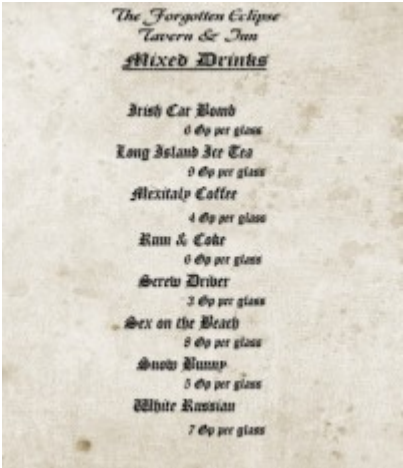 The Forgotten Eclipse
Tavern & Inn
Mixed Drinks
Irish Car Bomb
6 Gp per glass
Long Island Ice Tea
9 Gp per glass
Mexitaly Coffee
4 Gp per glass
Rum & Coke
6 Gp per glass
Screw Driver
3 Gp per glass
Sex on the Beach
8 Gp per glass
Snow Bunny
5 Gp per glass
White Russian
7 Gp per glass